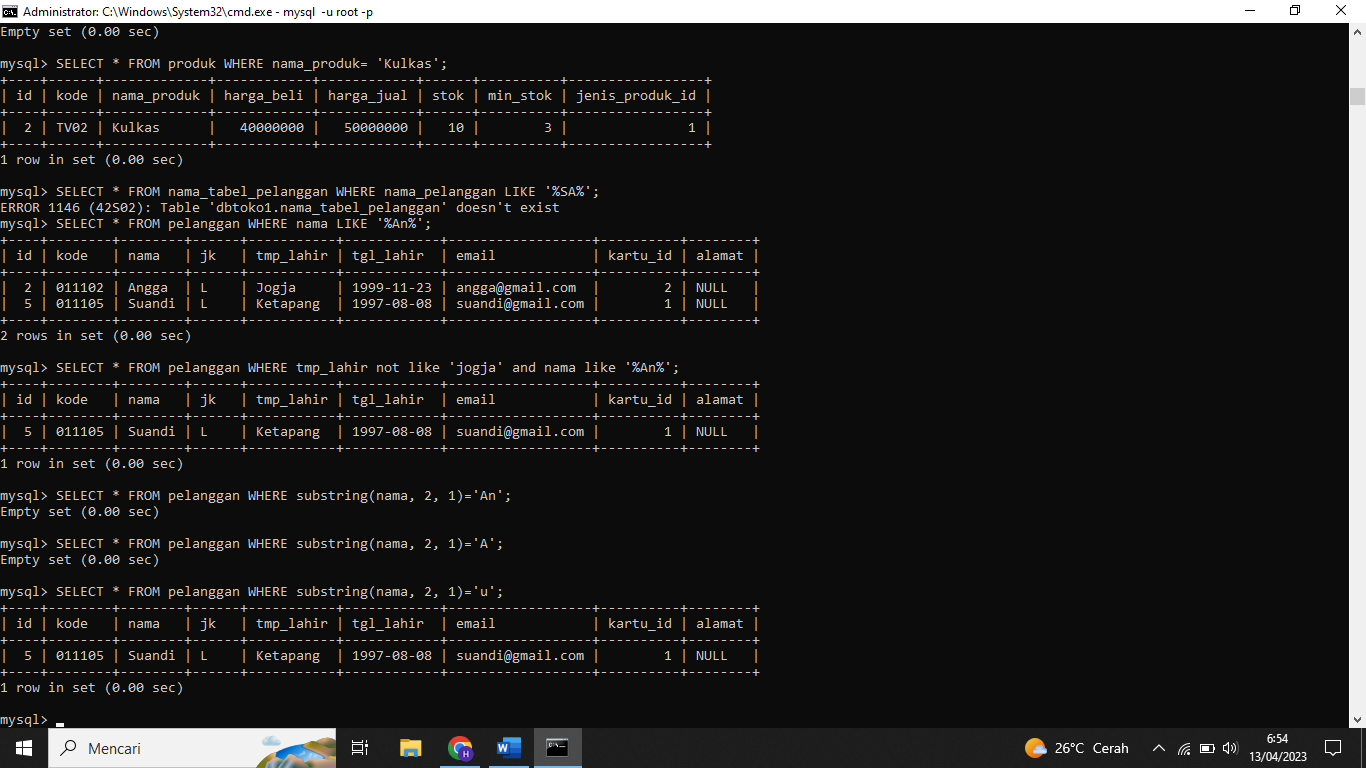 Administrator: C:\Windows\System32\cmd.exe - mysql -u root -p
Empty set (0.00 sec)

mysql> SELECT * FROM produk WHERE nama_produk= 'Kulkas';
+----+------+-------------+------------+------------+------+----------+-----------------+
| id | kode | nama_produk | harga_beli | harga_jual | stok | min_stok | jenis_produk_id |
+----+------+-------------+------------+------------+------+----------+-----------------+
|  2 | TV02 | Kulkas      |   40000000 |   50000000 |   10 |        3 |               1 |
+----+------+-------------+------------+------------+------+----------+-----------------+
1 row in set (0.00 sec)

mysql> SELECT * FROM nama_tabel_pelanggan WHERE nama_pelanggan LIKE '%SA%';
ERROR 1146 (42S02): Table 'dbtoko1.nama_tabel_pelanggan' doesn't exist
mysql> SELECT * FROM pelanggan WHERE nama LIKE '%An%';
+----+--------+--------+------+-----------+------------+------------------+----------+--------+
| id | kode   | nama   | jk   | tmp_lahir | tgl_lahir  | email            | kartu_id | alamat |
+----+--------+--------+------+-----------+------------+------------------+----------+--------+
|  2 | 011102 | Angga  | L    | Jogja     | 1999-11-23 | angga@gmail.com  |        2 | NULL   |
|  5 | 011105 | Suandi | L    | Ketapang  | 1997-08-08 | suandi@gmail.com |        1 | NULL   |
+----+--------+--------+------+-----------+------------+------------------+----------+--------+
2 rows in set (0.00 sec)

mysql> SELECT * FROM pelanggan WHERE tmp_lahir not like 'jogja' and nama like '%An%';
+----+--------+--------+------+-----------+------------+------------------+----------+--------+
| id | kode   | nama   | jk   | tmp_lahir | tgl_lahir  | email            | kartu_id | alamat |
+----+--------+--------+------+-----------+------------+------------------+----------+--------+
|  5 | 011105 | Suandi | L    | Ketapang  | 1997-08-08 | suandi@gmail.com |        1 | NULL   |
+----+--------+--------+------+-----------+------------+------------------+----------+--------+
1 row in set (0.00 sec)

mysql> SELECT * FROM pelanggan WHERE substring(nama, 2, 1)='An';
Empty set (0.00 sec)

mysql> SELECT * FROM pelanggan WHERE substring(nama, 2, 1)='A';
Empty set (0.00 sec)

mysql> SELECT * FROM pelanggan WHERE substring(nama, 2, 1)='u';
+----+--------+--------+------+-----------+------------+------------------+----------+--------+
| id | kode   | nama   | jk   | tmp_lahir | tgl_lahir  | email            | kartu_id | alamat |
+----+--------+--------+------+-----------+------------+------------------+----------+--------+
|  5 | 011105 | Suandi | L    | Ketapang  | 1997-08-08 | suandi@gmail.com |        1 | NULL   |
+----+--------+--------+------+-----------+------------+------------------+----------+--------+
1 row in set (0.00 sec)

mysql> _
Mencari
26°C Cerah
6:54
13/04/2023